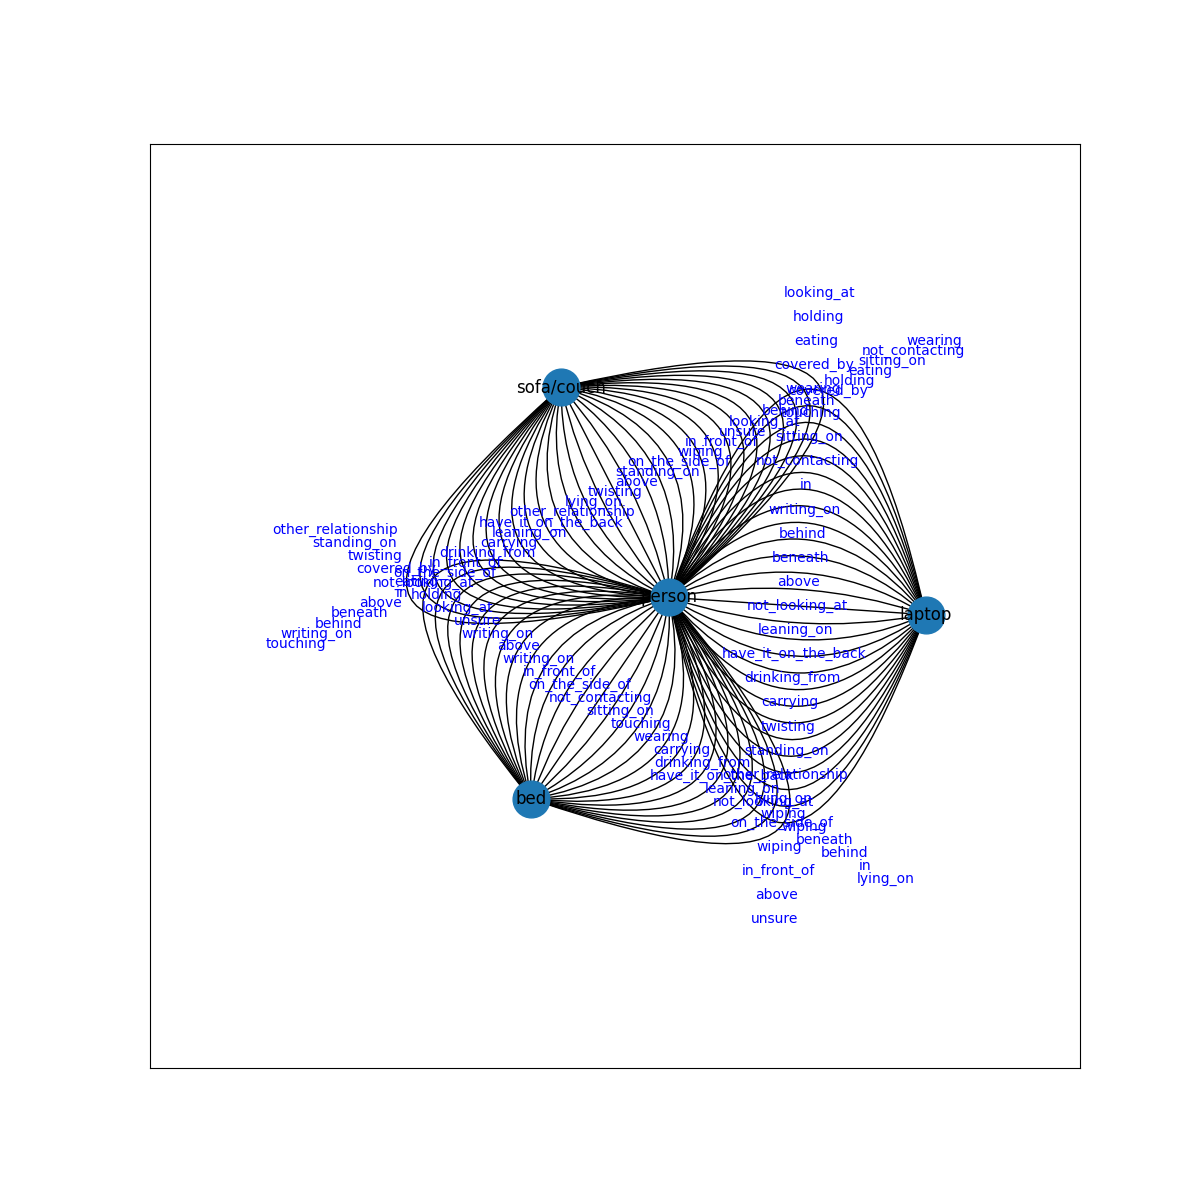 looking_at
holding
eating
wearing
not_contacting
covered_by
sitting_on
eating
holding
sofa/couch
wearing
covered_by
beneath
behind
touching
looking_at
unsure
sitting_on
in_front_of
wiping
on_the_side_of
not_contacting
standing_on
above
in
twisting
lying_on
writing_on
other_relationship
have_it_on_the_back
other_relationship
leaning_on
behind
standing_on
carrying
twisting
drinking_from
beneath
in_front_of
covered_by
on_the_side_of
not_looking_at
above
in
holding
person
above
not_looking_at
looking_at
beneath
laptop
unsure
behind
leaning_on
writing_on
writing_on
touching
above
have_it_on_the_back
writing_on
in_front_of
drinking_from
on_the_side_of
not_contacting
carrying
sitting_on
touching
twisting
wearing
carrying
standing_on
drinking_from
have_it_on_the_back
other_relationship
leaning_on
bed
lying_on
not_looking_at
wiping
on_the_side_of
wiping
beneath
wiping
behind
in
in_front_of
lying_on
above
unsure